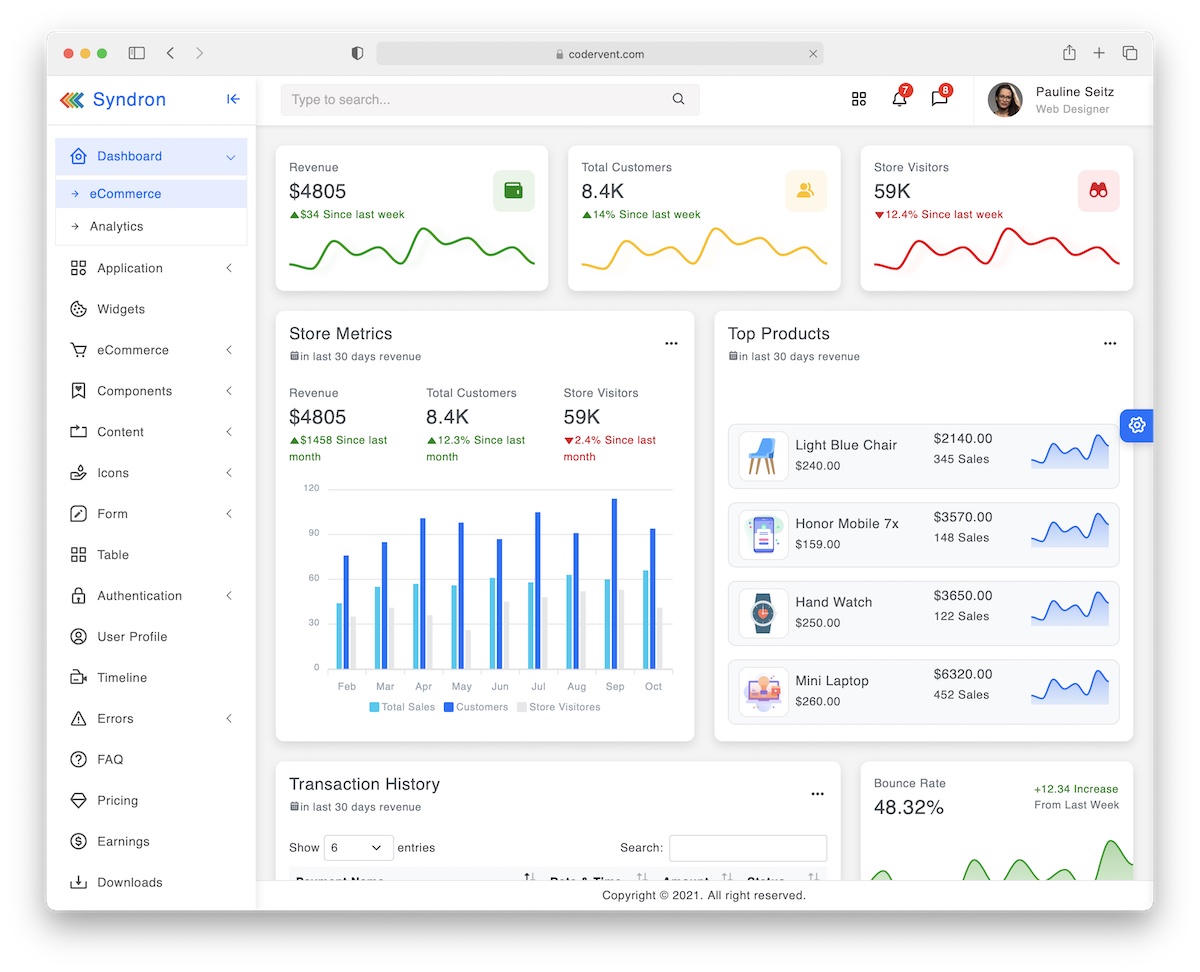 codervent.com
Syndron
Type to search...
7
8
Pauline Seitz
Web Designer
Dashboard
eCommerce
Analytics
Application
Widgets
eCommerce
Components
Content
Icons
Form
Table
Authentication
User Profile
Timeline
Errors
FAQ
Pricing
Earnings
Downloads
Revenue
$4805
$34 Since last week
Total Customers
8.4K
14% Since last week
Store Visitors
59K
12.4% Since last week
Store Metrics
in last 30 days revenue
Revenue
$4805
$1458 Since last
month
Total Customers
8.4K
12.3% Since last
month
Store Visitors
59K
2.4% Since last
month
120
90
60
30
0
Feb Mar Apr May Jun Jul Aug Sep Oct
Total Sales Customers Store Visitores
Top Products
in last 30 days revenue
Light Blue Chair
$240.00
$2140.00
345 Sales
Honor Mobile 7x
$159.00
$3570.00
148 Sales
Hand Watch
$250.00
$3650.00
122 Sales
Mini Laptop
$260.00
$6320.00
452 Sales
Transaction History
in last 30 days revenue
Show 6 entries
Search:
Payment Name Date & Time Amount Status
Bounce Rate
48.32%
+12.34 Increase
From Last Week
Copyright © 2021. All right reserved.